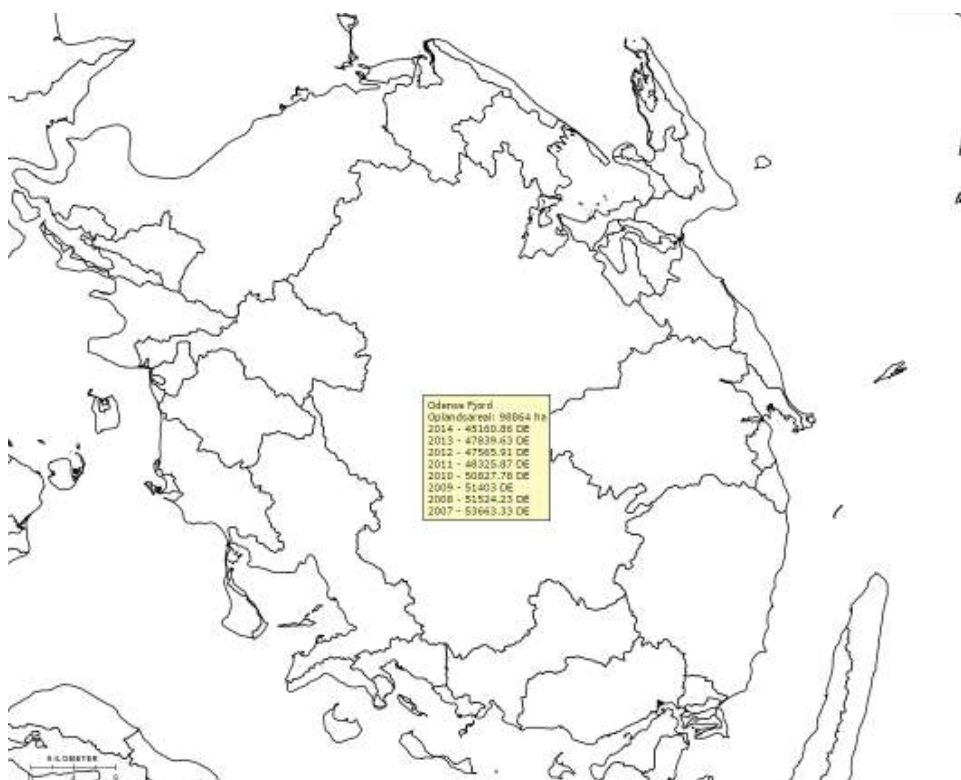 Odense Fjord
Oplandsareal: 98864 ha
2014 - 45160.86 DE
2013 - 47839.63 DE
2012 - 47565.91 DE
2011 - 48325.87 DE
2010 - 50827.78 DE
2009 - 51403 DE
2008 - 51524.23 DE
2007 - 53663.33 DE
KILOMETER